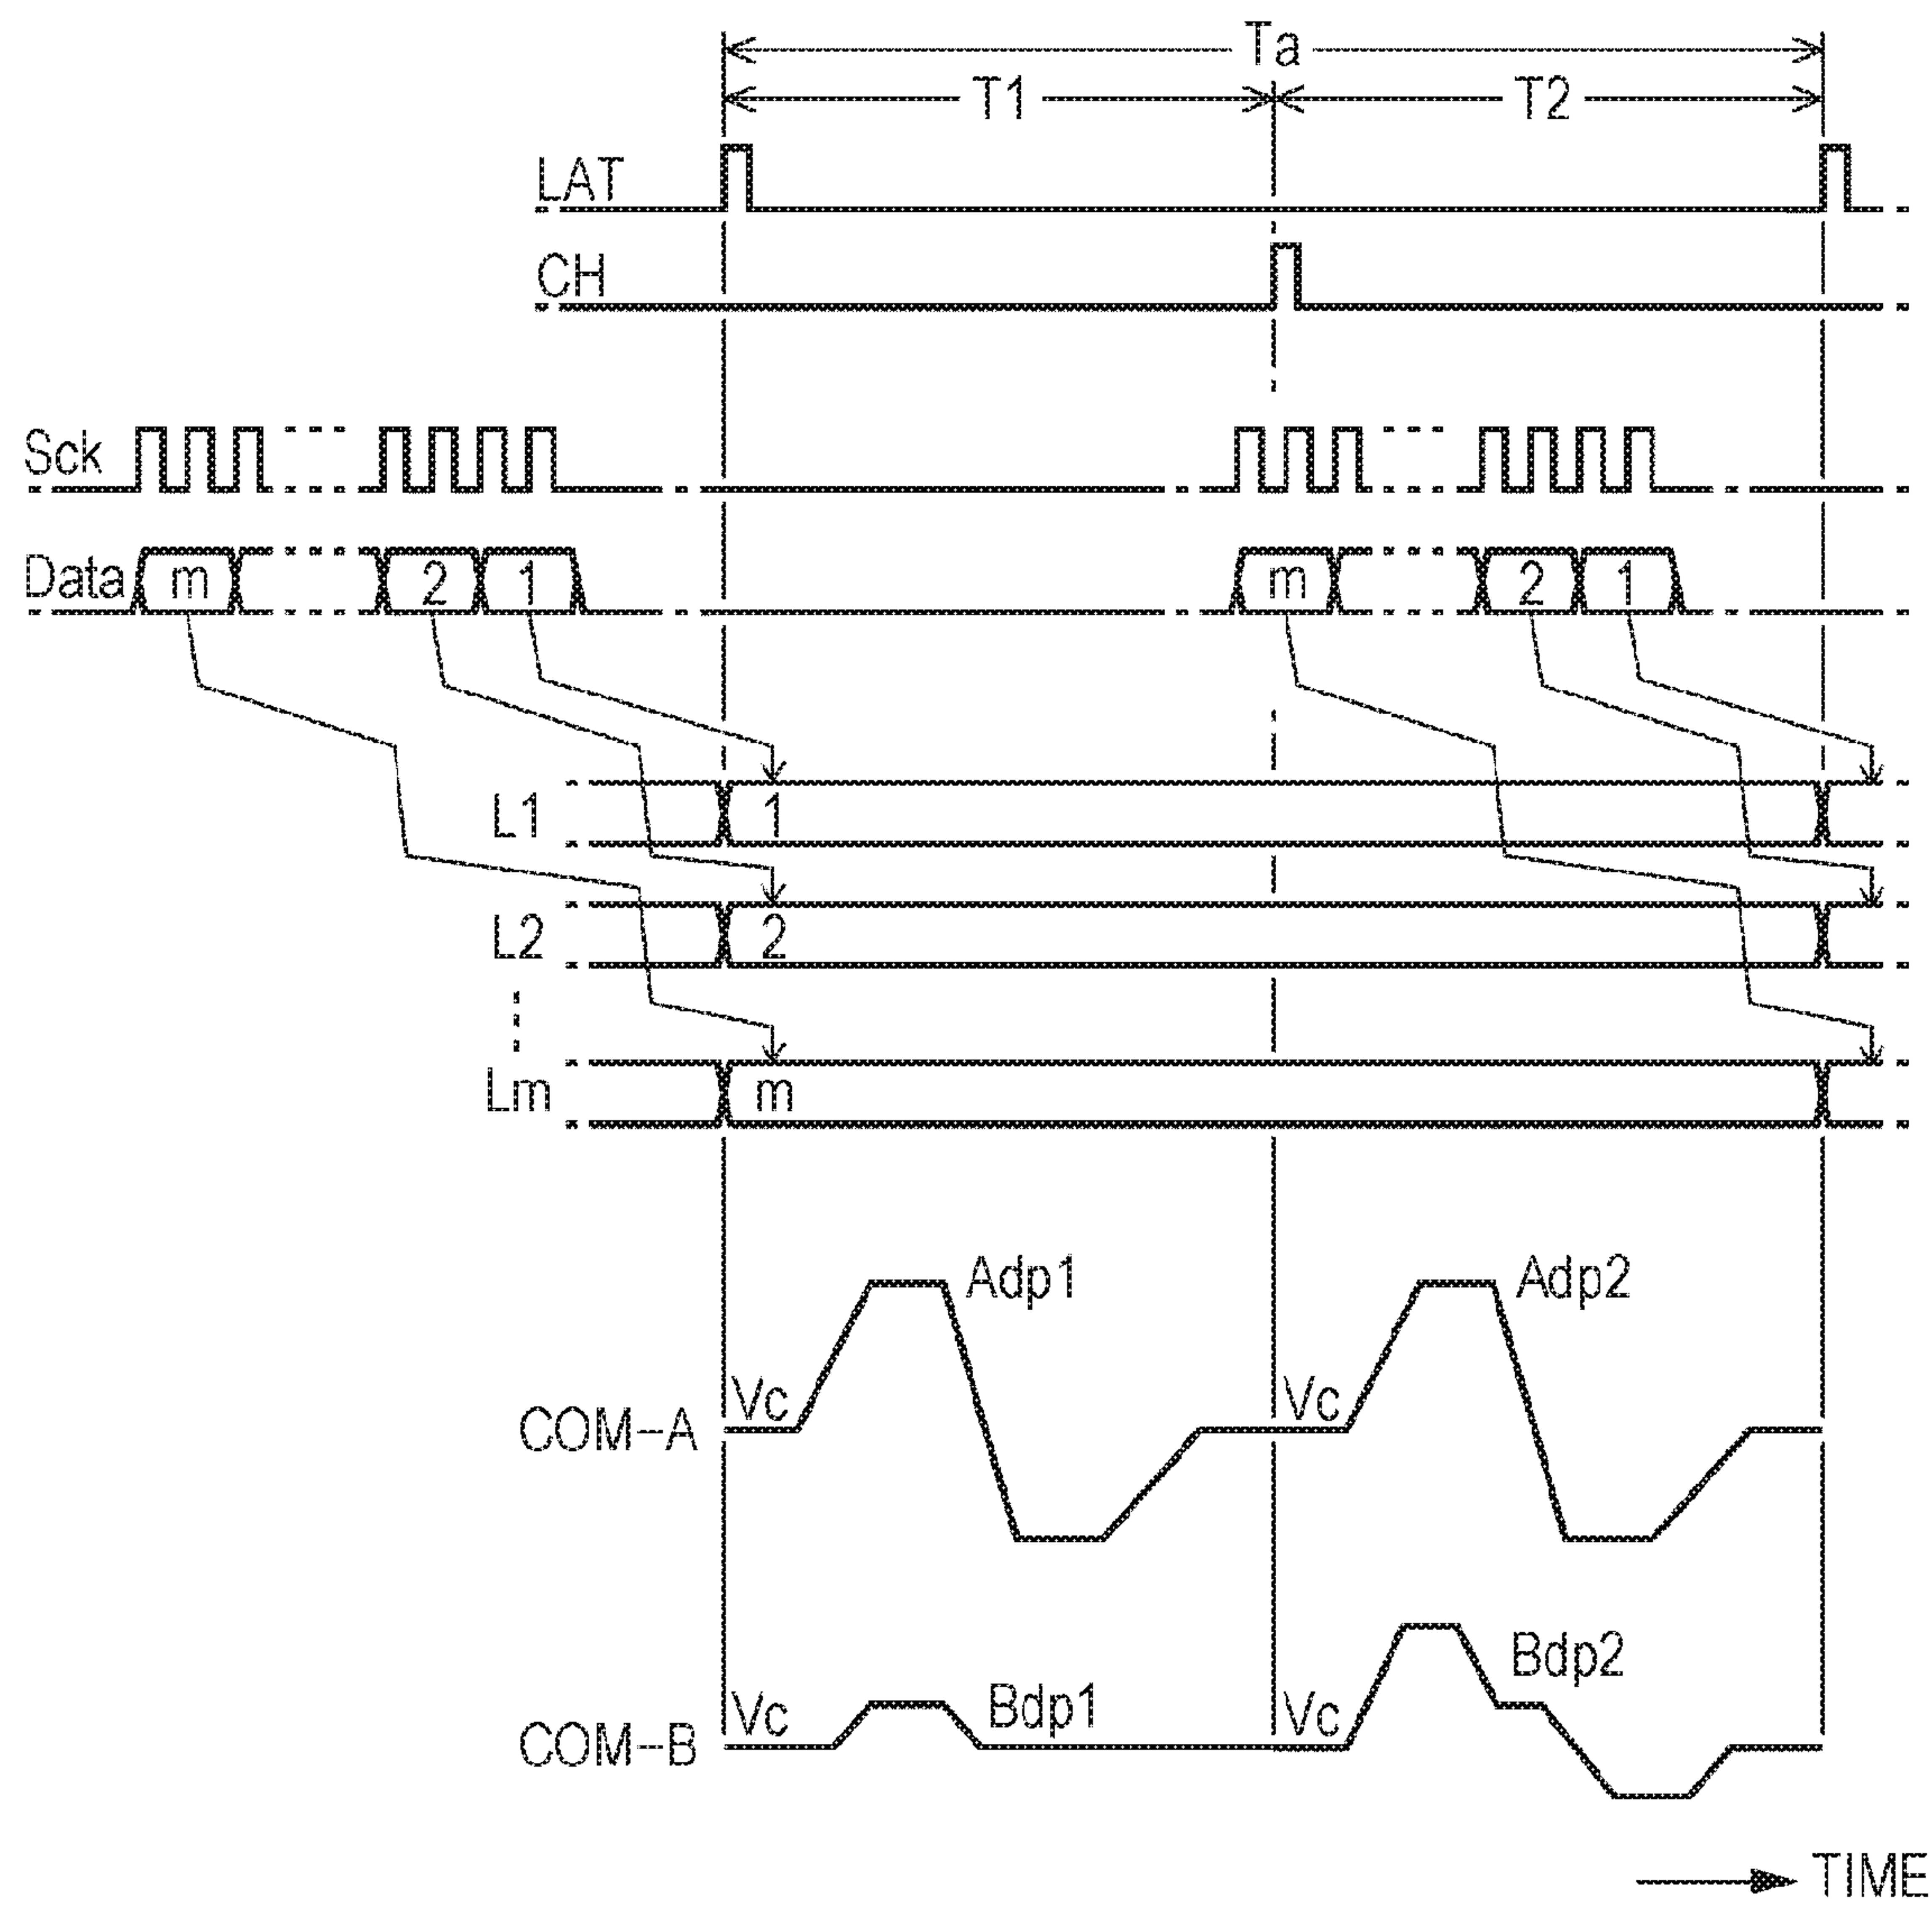 Ta
T1 T2
LAT
CH
Sck
Data m 2 1 m 2 1
L1 1
L2 2
Lm m
Adp1 Adp2
Vc Vc
COM-A
Bdp2
Vc Bdp1 Vc
COM-B
TIME